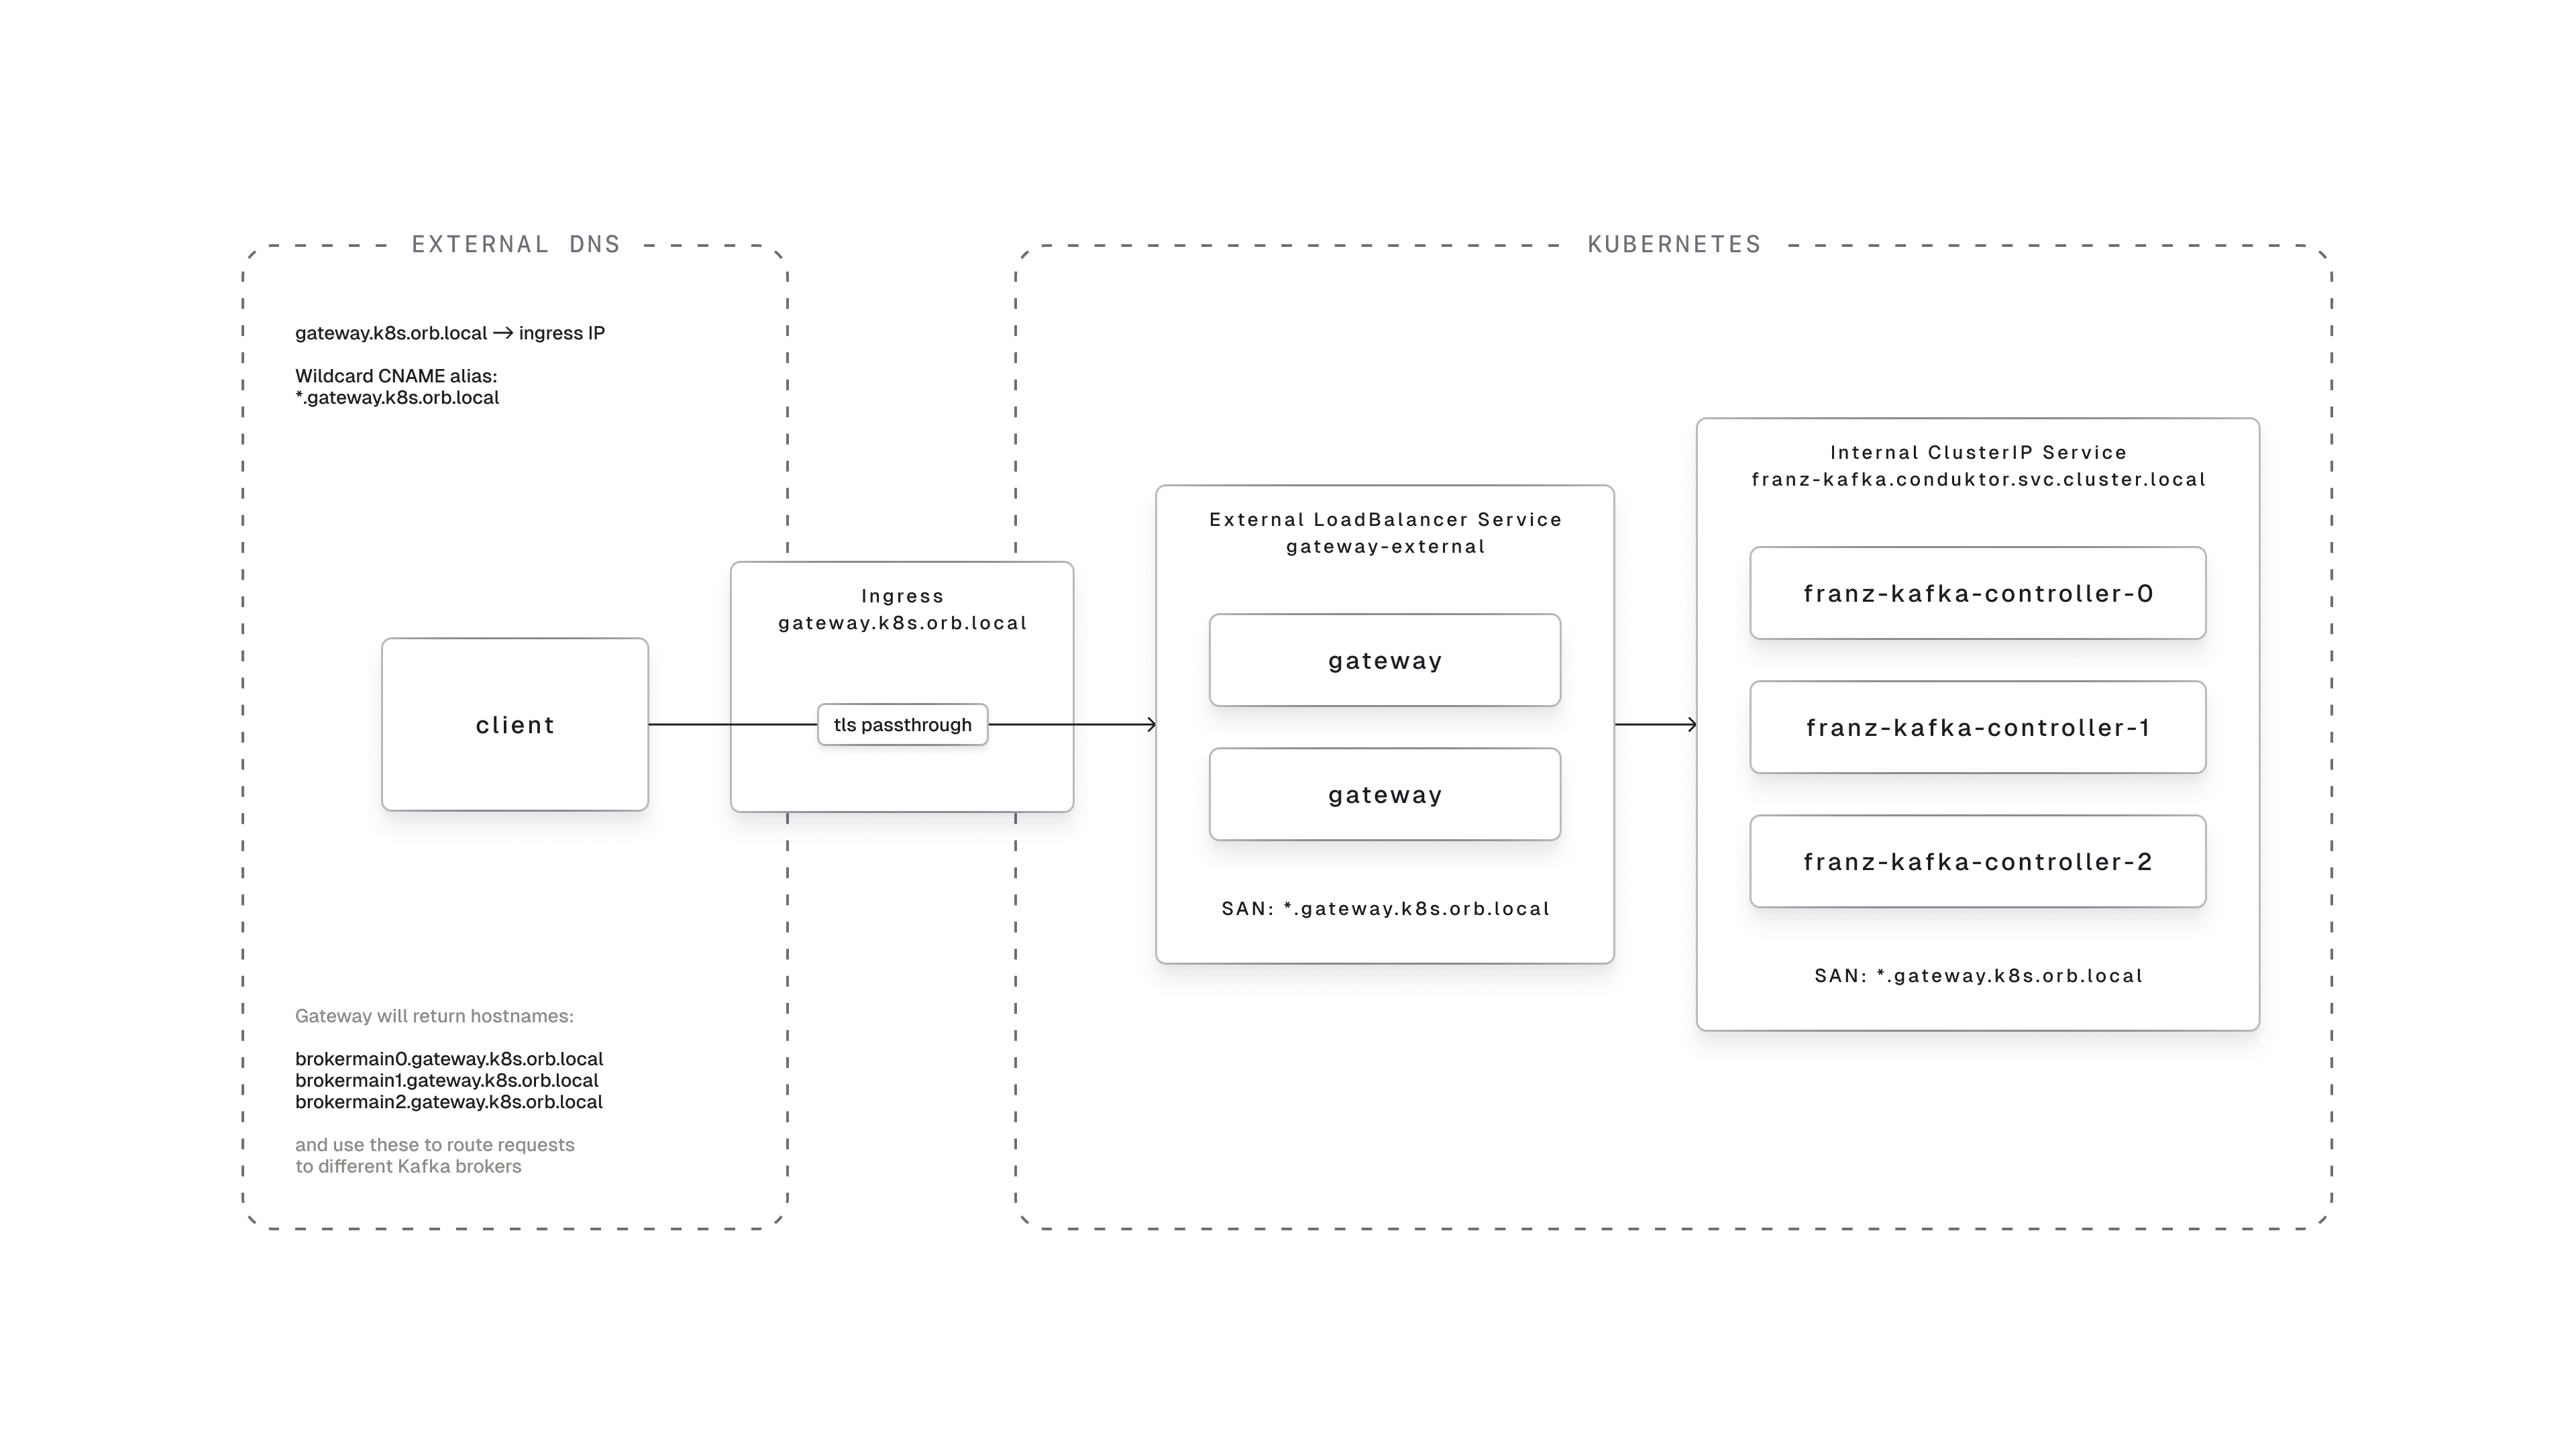 EXTERNAL DNS
gateway.k8s.orb.local → ingress IP
Wildcard CNAME alias:
*.gateway.k8s.orb.local
client
Gateway will return hostnames:
brokermain0.gateway.k8s.orb.local
brokermain1.gateway.k8s.orb.local
brokermain2.gateway.k8s.orb.local
and use these to route requests
to different Kafka brokers
Ingress
gateway.k8s.orb.local
tls passthrough
KUBERNETES
External LoadBalancer Service
gateway-external
gateway
gateway
SAN: *.gateway.k8s.orb.local
Internal ClusterIP Service
franz-kafka.conduktor.svc.cluster.local
franz-kafka-controller-0
franz-kafka-controller-1
franz-kafka-controller-2
SAN: *.gateway.k8s.orb.local